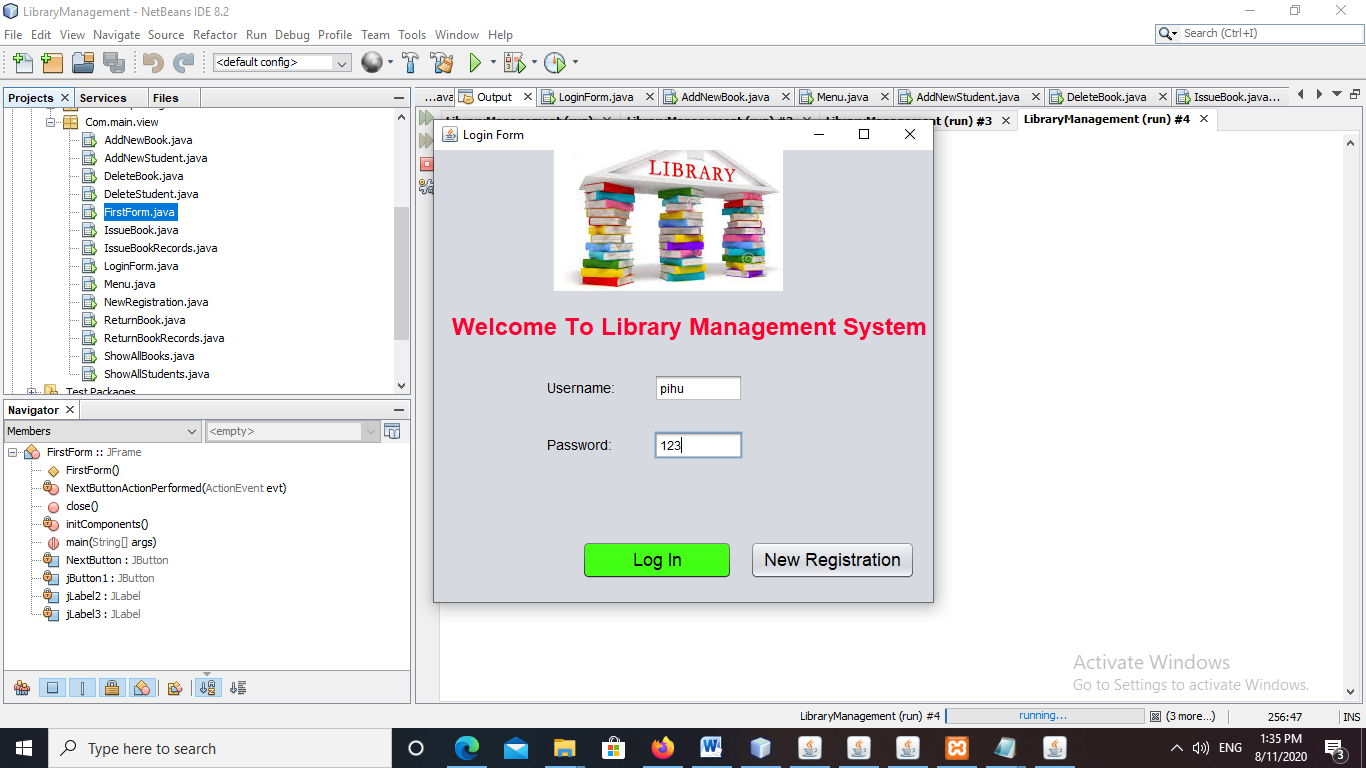 LibraryManagement - NetBeans IDE 8.2
File Edit View Navigate Source Refactor Run Debug Profile Team Tools Window Help
Search (Ctrl+I)
<default config>
Projects Services Files
...ava Output LoginForm.java AddNewBook.java Menu.java AddNewStudent.java DeleteBook.java IssueBook.java...
(run) #3 LibraryManagement (run) #4
Com.main.view
AddNewBook.java
AddNewStudent.java
DeleteBook.java
DeleteStudent.java
FirstForm.java
IssueBook.java
IssueBookRecords.java
LoginForm.java
Menu.java
NewRegistration.java
ReturnBook.java
ReturnBookRecords.java
ShowAllBooks.java
ShowAllStudents.java
Test Packages
Navigator
Members <empty>
FirstForm :: JFrame
FirstForm()
NextButtonActionPerformed(ActionEvent evt)
close()
initComponents()
main(String[] args)
NextButton : JButton
jButton1 : JButton
jLabel2 : JLabel
jLabel3 : JLabel
Login Form
LIBRARY
Welcome To Library Management System
Username: pihu
Password: 123
Log In New Registration
Activate Windows
Go to Settings to activate Windows.
LibraryManagement (run) #4 running... (3 more...) 256:47 INS
Type here to search
ENG
1:35 PM
8/11/2020
3